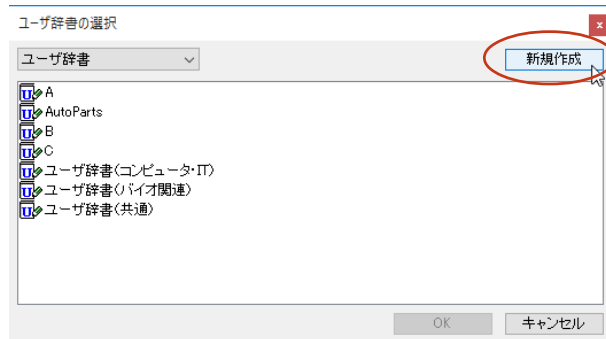 ユーザ辞書の選択
x
ユーザ辞書
新規作成
A
AutoParts
B
C
ユーザ辞書(コンピュータ・IT)
ユーザ辞書(バイオ関連)
ユーザ辞書(共通)
OK
キャンセル